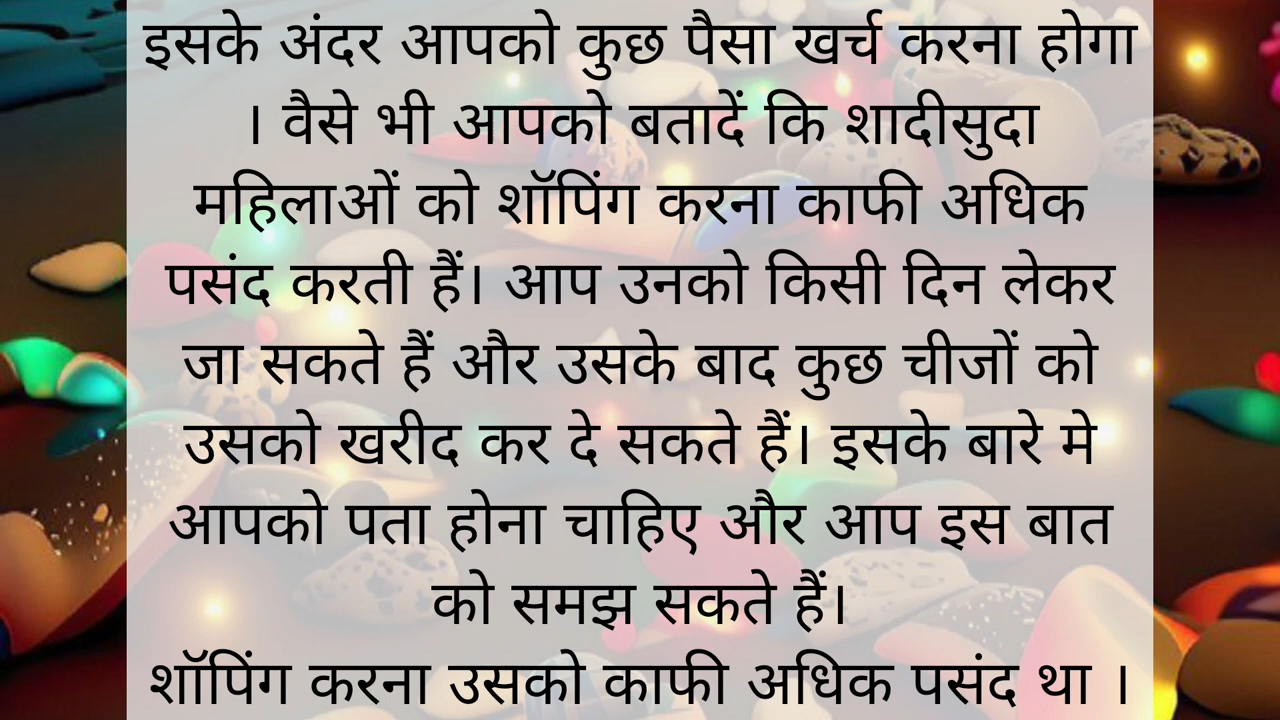 इसके अंदर आपको कुछ पैसा खर्च करना होगा
। वैसे भी आपको बतादें कि शादीसुदा
महिलाओं को शॉपिंग करना काफी अधिक
पसंद करती हैं। आप उनको किसी दिन लेकर
जा सकते हैं और उसके बाद कुछ चीजों को
उसको खरीद कर दे सकते हैं। इसके बारे मे
आपको पता होना चाहिए और आप इस बात
को समझ सकते हैं।
शॉपिंग करना उसको काफी अधिक पसंद था ।